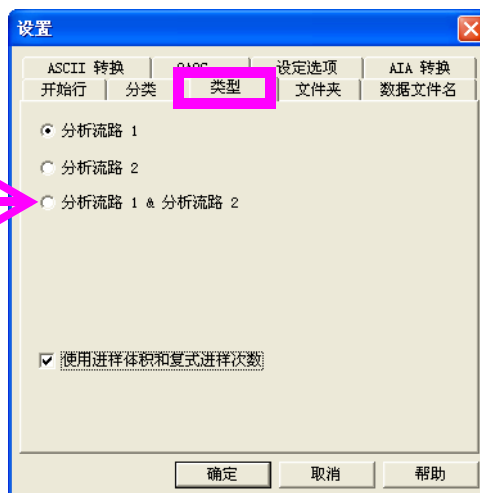 设置
ASCII 转换 QAQC 设定选项 AIA 转换
开始行 分类 类型 文件夹 数据文件名
分析流路 1
分析流路 2
分析流路 1 & 分析流路 2
使用进样体积和复式进样次数
确定 取消 帮助